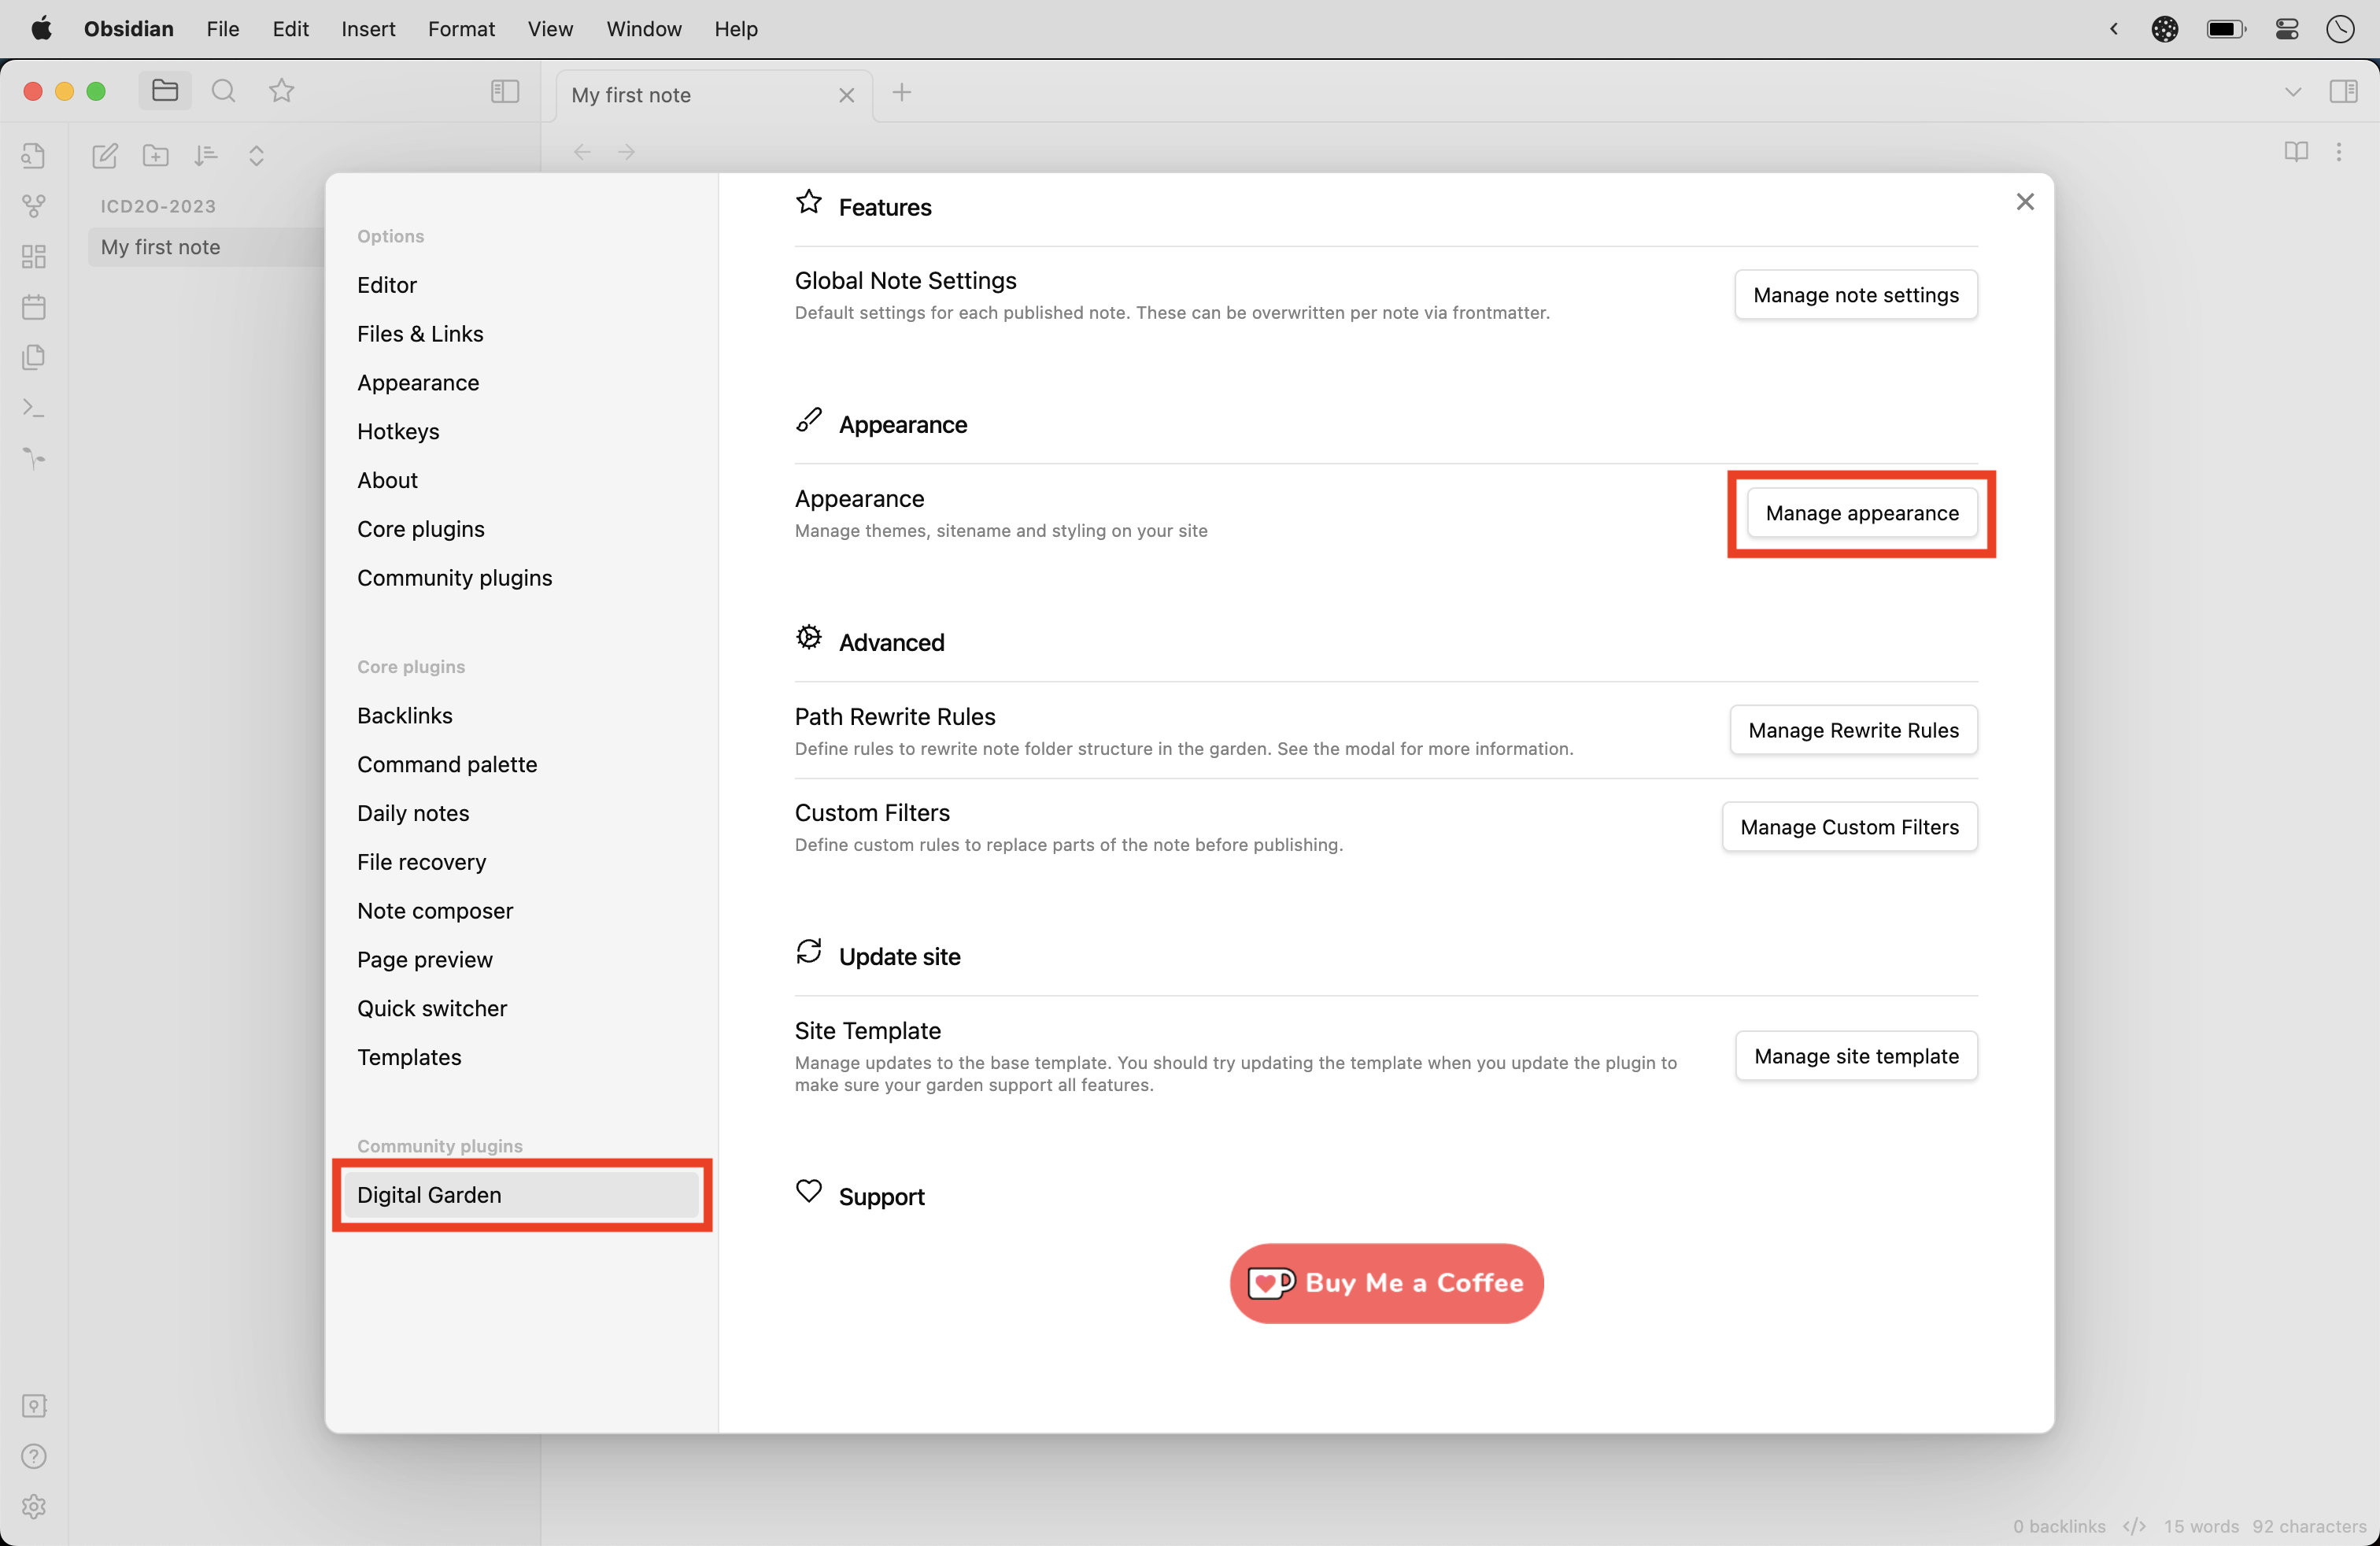 Obsidian File Edit Insert Format View Window Help
My first note
ICD2O-2023
My first note
Options
Editor
Files & Links
Appearance
Hotkeys
About
Core plugins
Community plugins
Core plugins
Backlinks
Command palette
Daily notes
File recovery
Note composer
Page preview
Quick switcher
Templates
Community plugins
Digital Garden
Features
Global Note Settings
Default settings for each published note. These can be overwritten per note via frontmatter.
Manage note settings
Appearance
Appearance
Manage themes, sitename and styling on your site
Manage appearance
Advanced
Path Rewrite Rules
Define rules to rewrite note folder structure in the garden. See the modal for more information.
Manage Rewrite Rules
Custom Filters
Define custom rules to replace parts of the note before publishing.
Manage Custom Filters
Update site
Site Template
Manage updates to the base template. You should try updating the template when you update the plugin to
make sure your garden support all features.
Manage site template
Support
Buy Me a Coffee
0 backlinks </> 15 words 92 characters